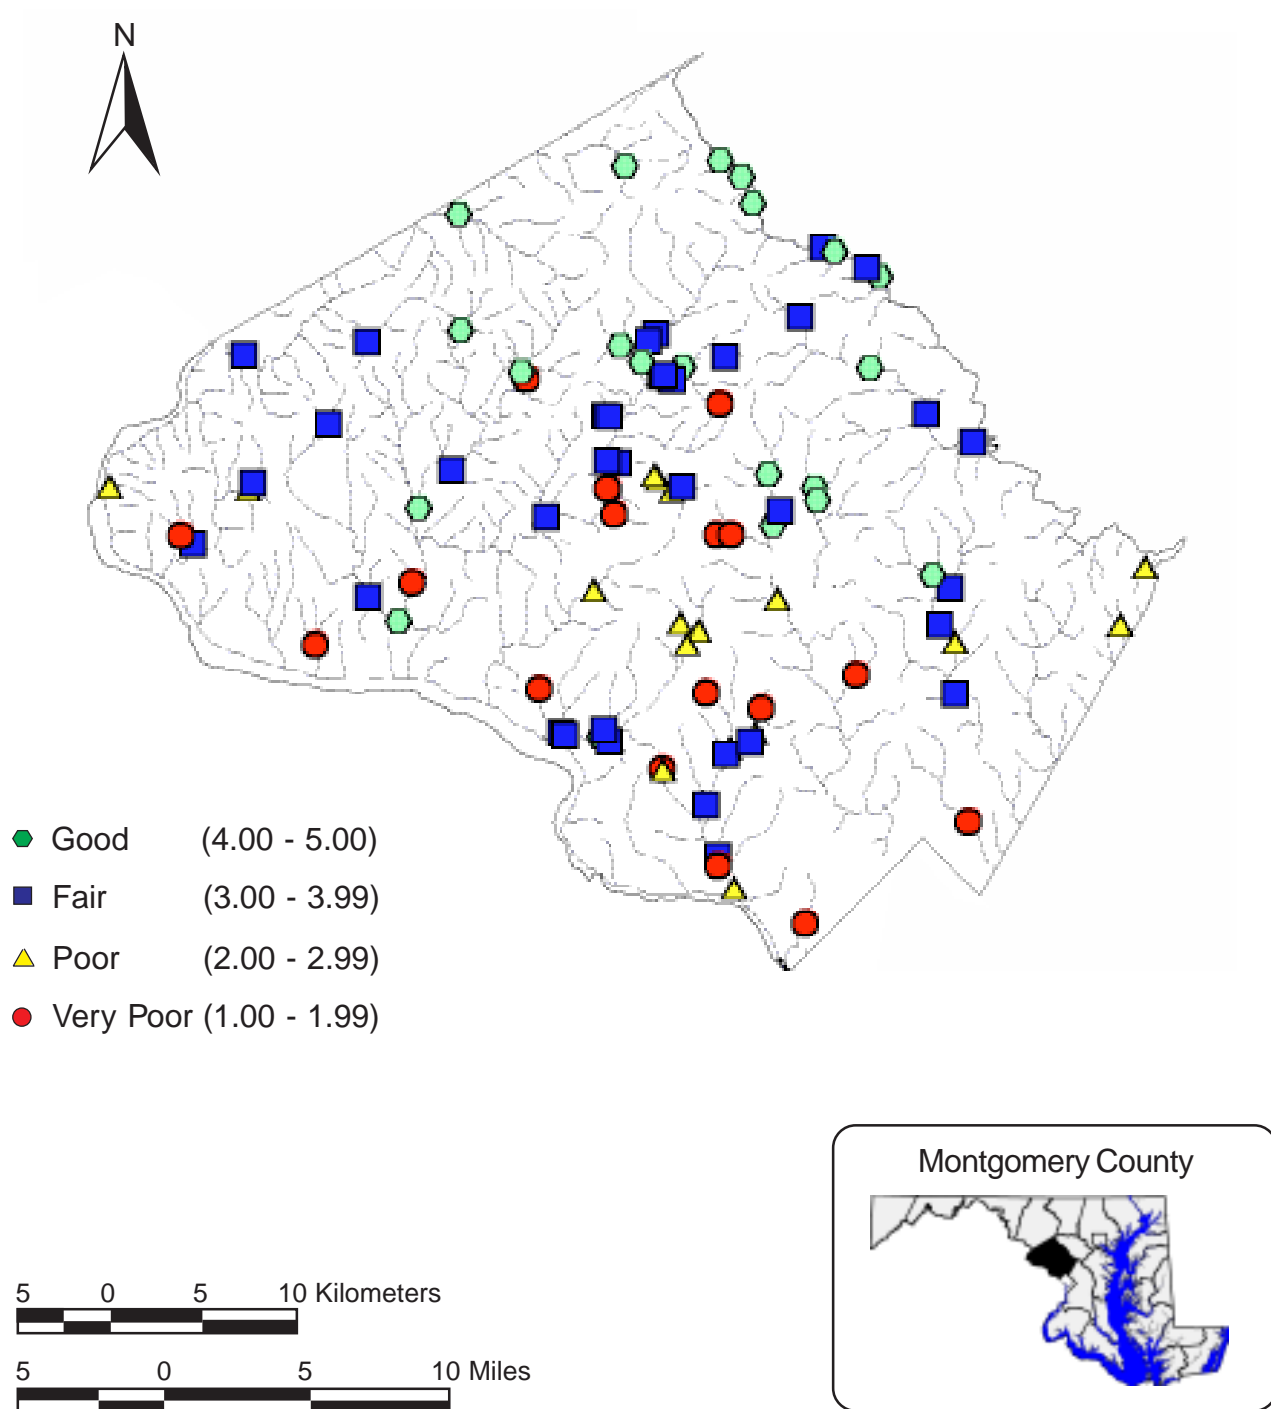 N
Good (4.00 - 5.00)
Fair (3.00 - 3.99)
Poor (2.00 - 2.99)
Very Poor (1.00 - 1.99)
Montgomery County
5 0 5 10 Kilometers
5 0 5 10 Miles